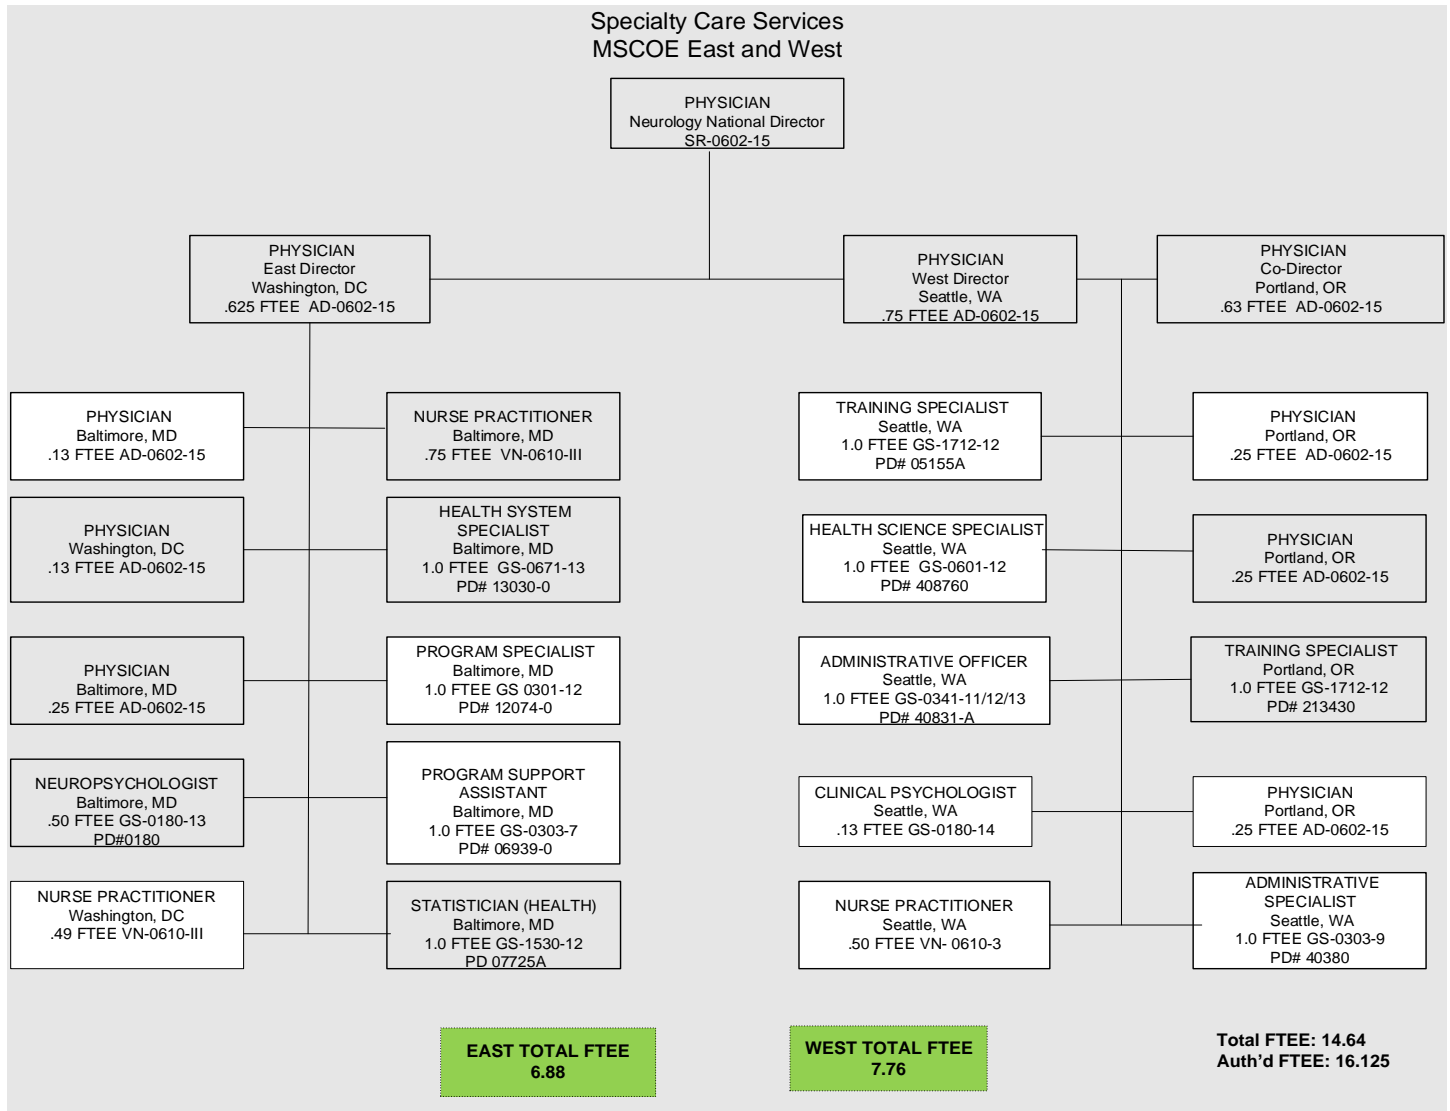 Specialty Care Services
MSCOE East and West
PHYSICIAN
Neurology National Director
SR-0602-15
PHYSICIAN
East Director
Washington, DC
.625 FTEE AD-0602-15
PHYSICIAN
West Director
Seattle, WA
.75 FTEE AD-0602-15
PHYSICIAN
Co-Director
Portland, OR
.63 FTEE AD-0602-15
PHYSICIAN
Baltimore, MD
.13 FTEE AD-0602-15
NURSE PRACTITIONER
Baltimore, MD
.75 FTEE VN-0610-III
TRAINING SPECIALIST
Seattle, WA
1.0 FTEE GS-1712-12
PD# 05155A
PHYSICIAN
Portland, OR
.25 FTEE AD-0602-15
PHYSICIAN
Washington, DC
.13 FTEE AD-0602-15
HEALTH SYSTEM
SPECIALIST
Baltimore, MD
1.0 FTEE GS-0671-13
PD# 13030-0
HEALTH SCIENCE SPECIALIST
Seattle, WA
1.0 FTEE GS-0601-12
PD# 408760
PHYSICIAN
Portland, OR
.25 FTEE AD-0602-15
PHYSICIAN
Baltimore, MD
.25 FTEE AD-0602-15
PROGRAM SPECIALIST
Baltimore, MD
1.0 FTEE GS 0301-12
PD# 12074-0
ADMINISTRATIVE OFFICER
Seattle, WA
1.0 FTEE GS-0341-11/12/13
PD# 40831-A
TRAINING SPECIALIST
Portland, OR
1.0 FTEE GS-1712-12
PD# 213430
NEUROPSYCHOLOGIST
Baltimore, MD
.50 FTEE GS-0180-13
PD#0180
PROGRAM SUPPORT
ASSISTANT
Baltimore, MD
1.0 FTEE GS-0303-7
PD# 06939-0
CLINICAL PSYCHOLOGIST
Seattle, WA
.13 FTEE GS-0180-14
PHYSICIAN
Portland, OR
.25 FTEE AD-0602-15
NURSE PRACTITIONER
Washington, DC
.49 FTEE VN-0610-III
STATISTICIAN (HEALTH)
Baltimore, MD
1.0 FTEE GS-1530-12
PD 07725A
NURSE PRACTITIONER
Seattle, WA
.50 FTEE VN- 0610-3
ADMINISTRATIVE
SPECIALIST
Seattle, WA
1.0 FTEE GS-0303-9
PD# 40380
EAST TOTAL FTEE
6.88
WEST TOTAL FTEE
7.76
Total FTEE: 14.64
Auth’d FTEE: 16.125